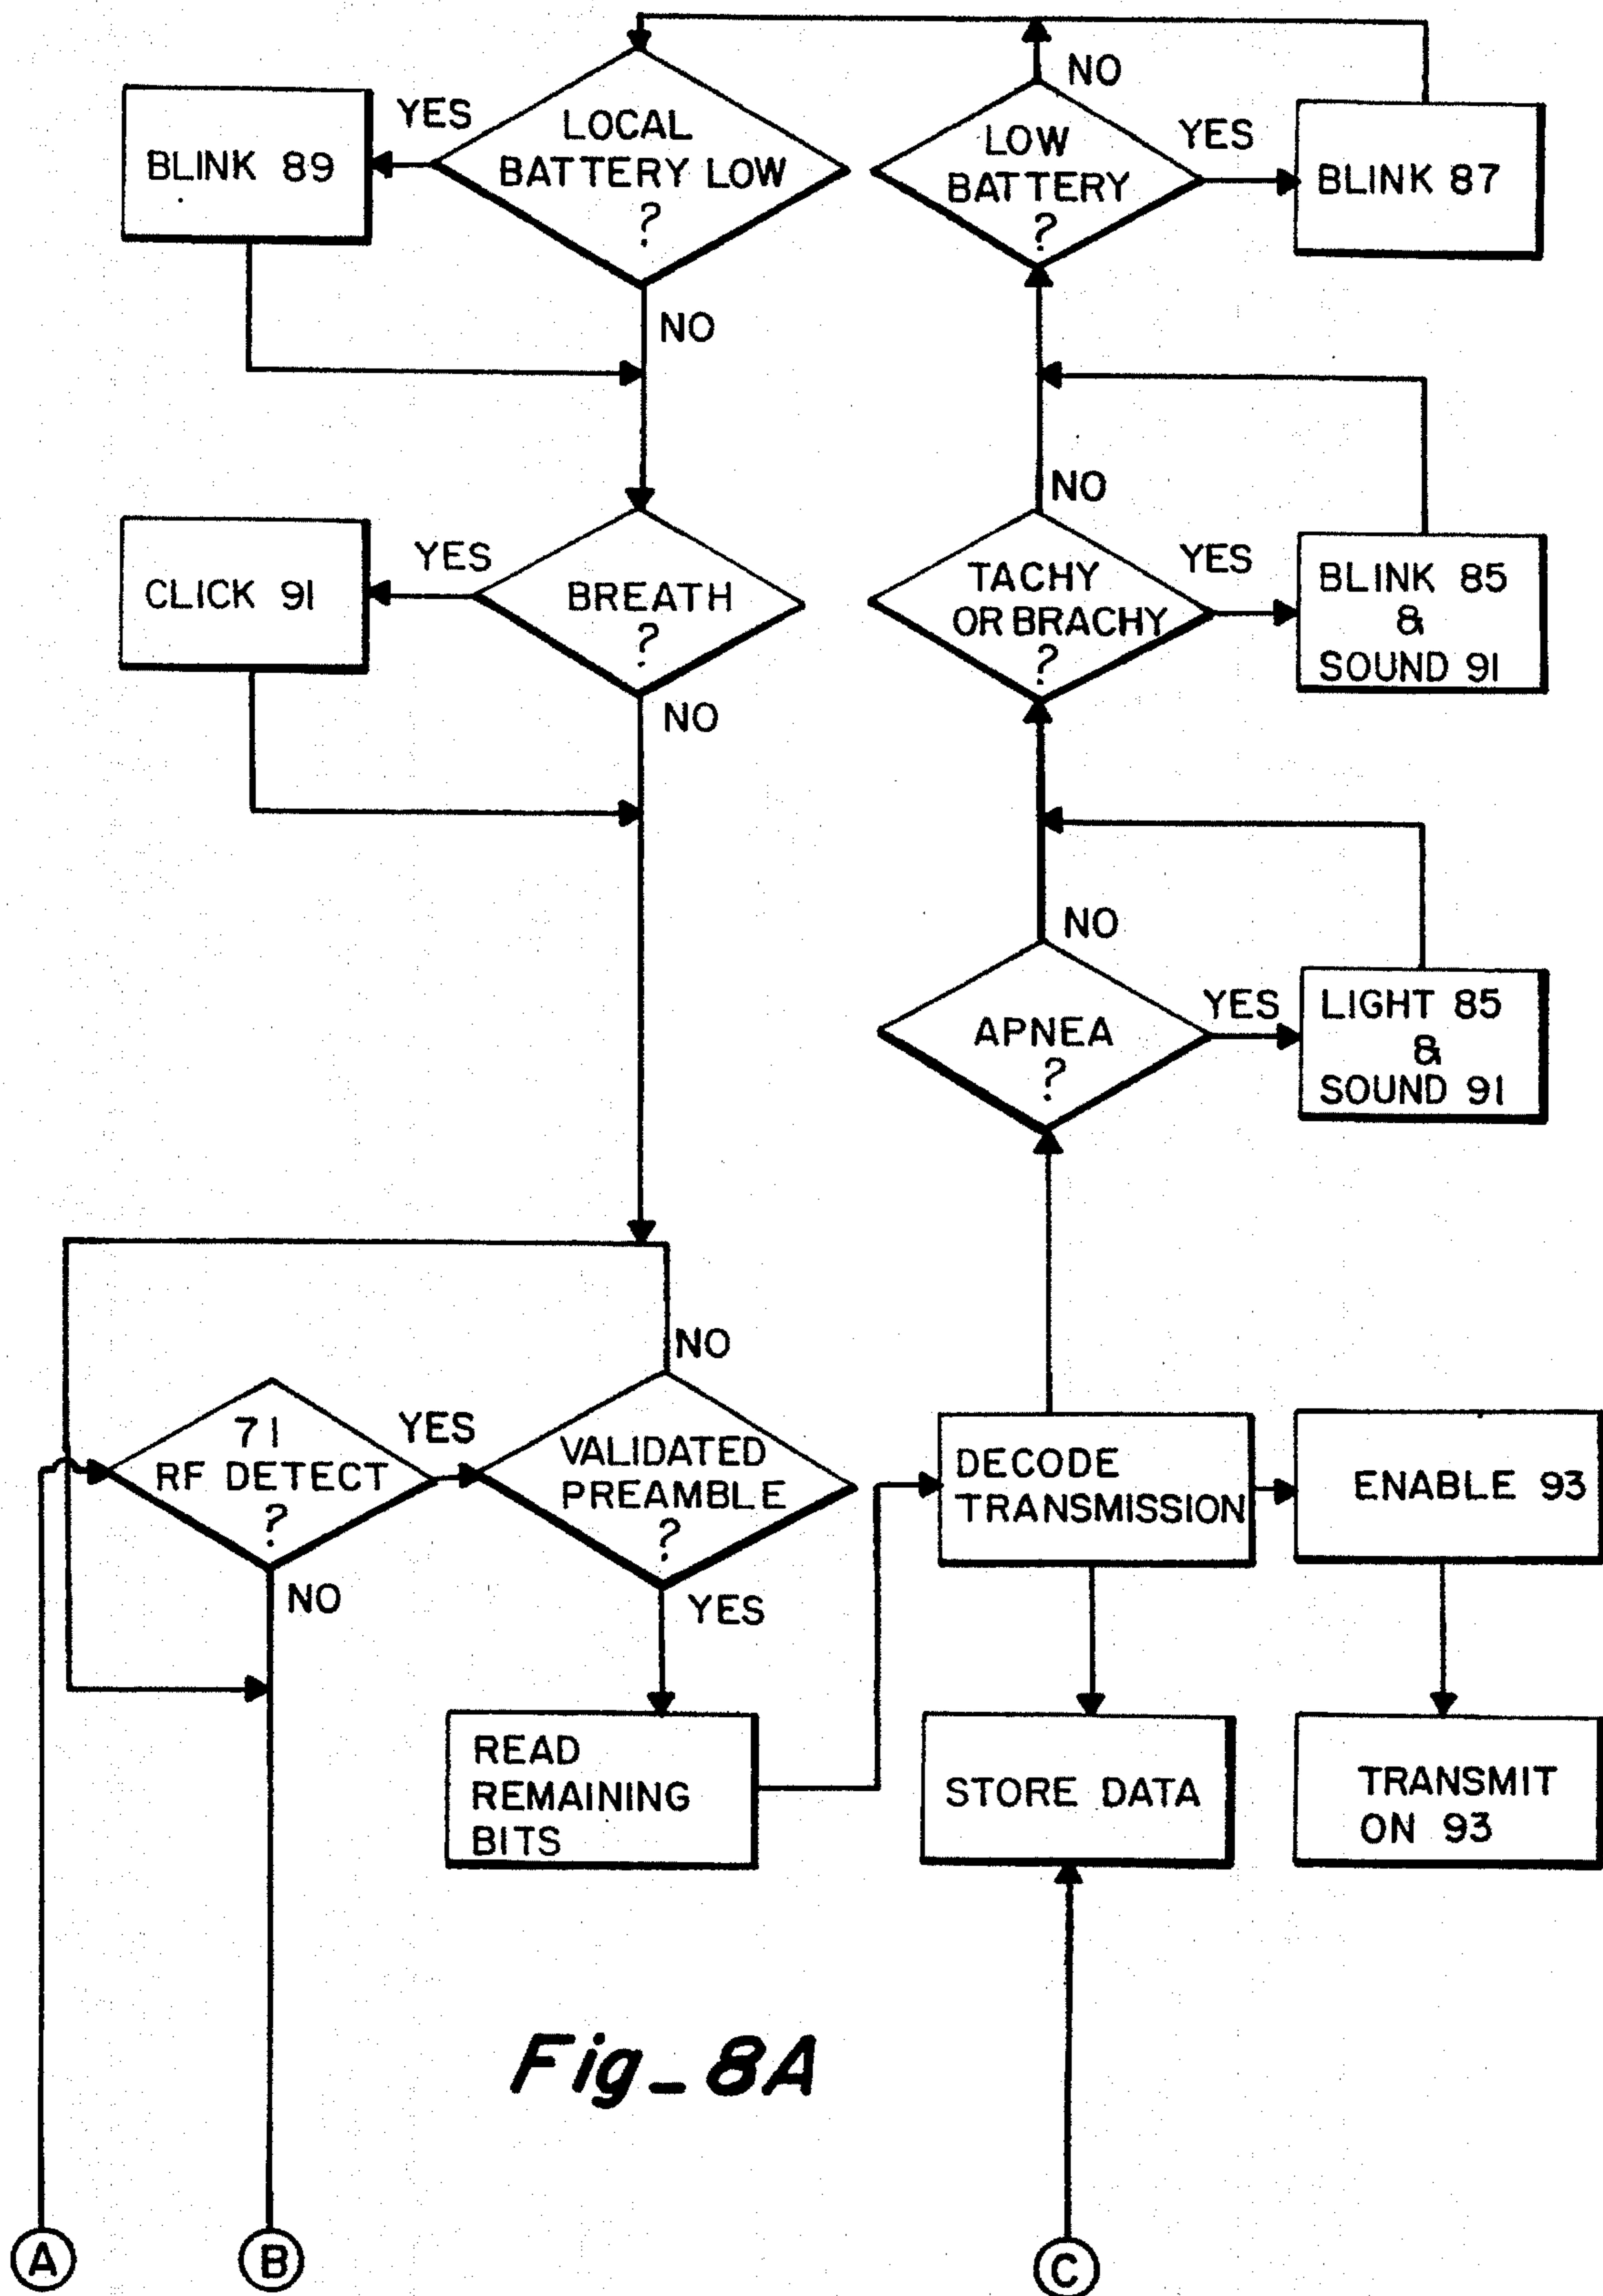 NO
YES
LOCAL
BATTERY LOW
?
BLINK 89
NO
LOW
BATTERY
?
YES
BLINK 87
NO
YES
BREATH
?
CLICK 91
NO
NO
TACHY
OR BRACHY
?
YES
BLINK 85
&
SOUND 91
NO
APNEA
?
YES
LIGHT 85
&
SOUND 91
NO
71
RF DETECT
?
YES
VALIDATED
PREAMBLE
?
NO
YES
DECODE
TRANSMISSION
ENABLE 93
READ
REMAINING
BITS
STORE DATA
TRANSMIT
ON 93
Fig_8A
A
B
C